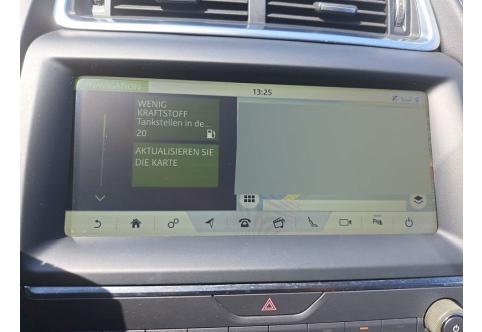 NAVIGATION
13:25
WENIG
KRAFTSTOFF
Tankstellen in de...
20
AKTUALISIEREN SIE
DIE KARTE